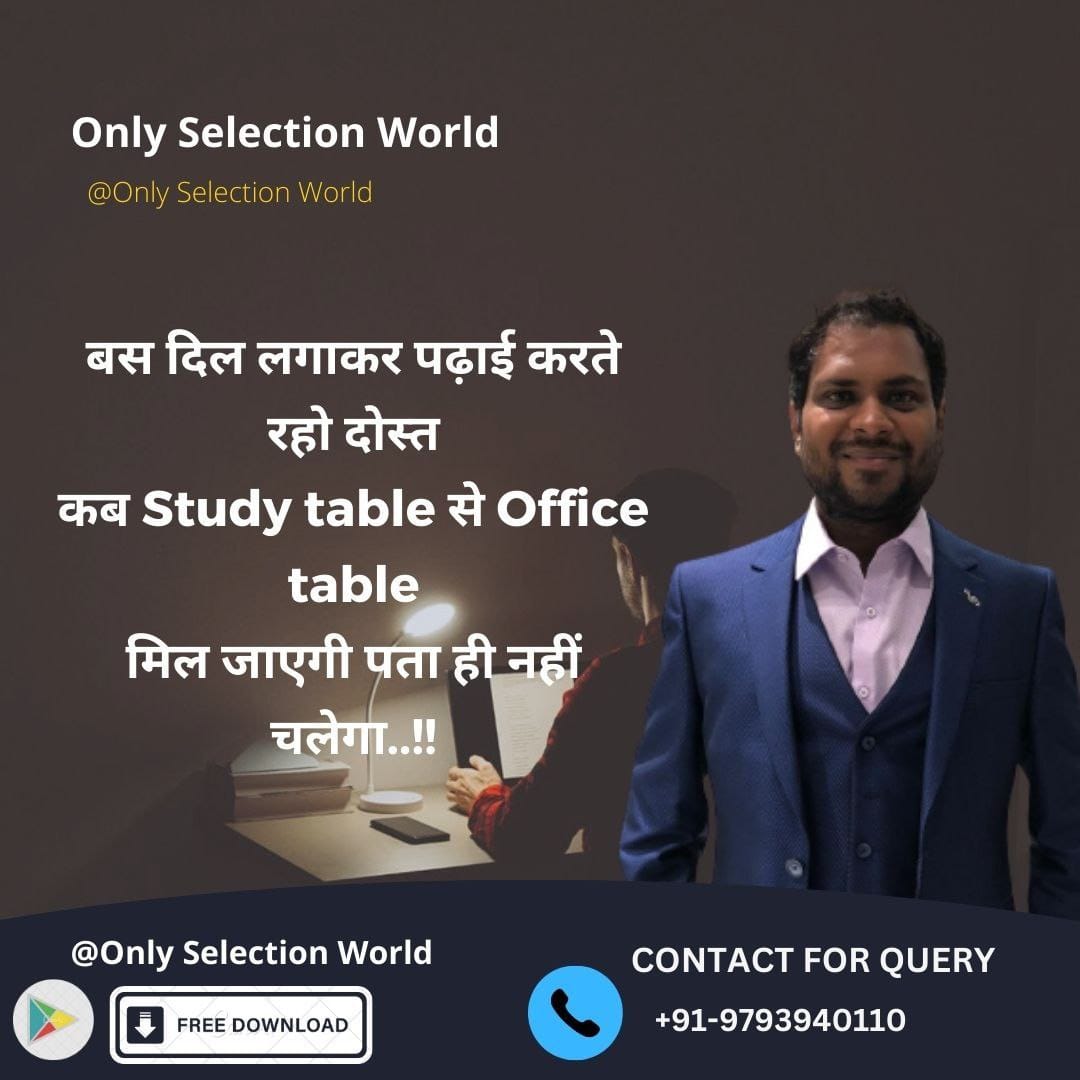 Only Selection World
@Only Selection World
बस दिल लगाकर पढ़ाई करते
रहो दोस्त
कब Study table से Office
table
मिल जाएगी पता ही नहीं
चलेगा..!!
@Only Selection World
FREE DOWNLOAD
CONTACT FOR QUERY
+91-9793940110